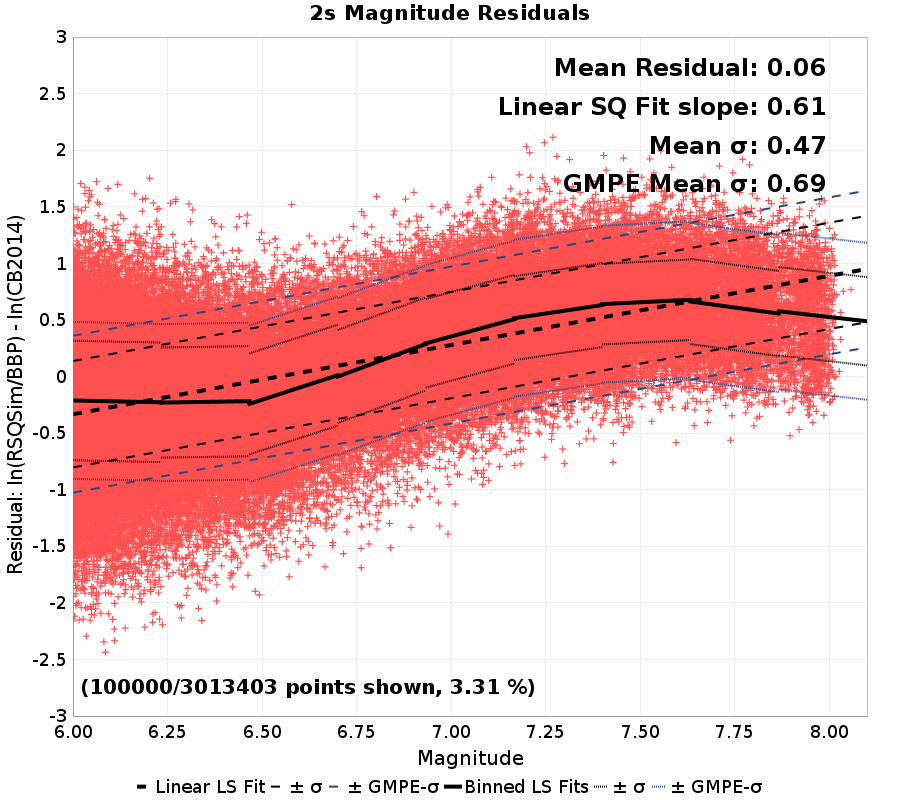 2s Magnitude Residuals
Mean Residual: 0.06
Linear SQ Fit slope: 0.61
Mean σ: 0.47
GMPE Mean σ: 0.69
Residual: ln(RSQSim/BBP) - ln(CB2014)
3
2.5
2
1.5
1
0.5
0
-0.5
-1
-1.5
-2
-2.5
-3
(100000/3013403 points shown, 3.31 %)
6.00 6.25 6.50 6.75 7.00 7.25 7.50 7.75 8.00
Magnitude
Linear LS Fit ± σ ± GMPE-σ Binned LS Fits ± σ ± GMPE-σ